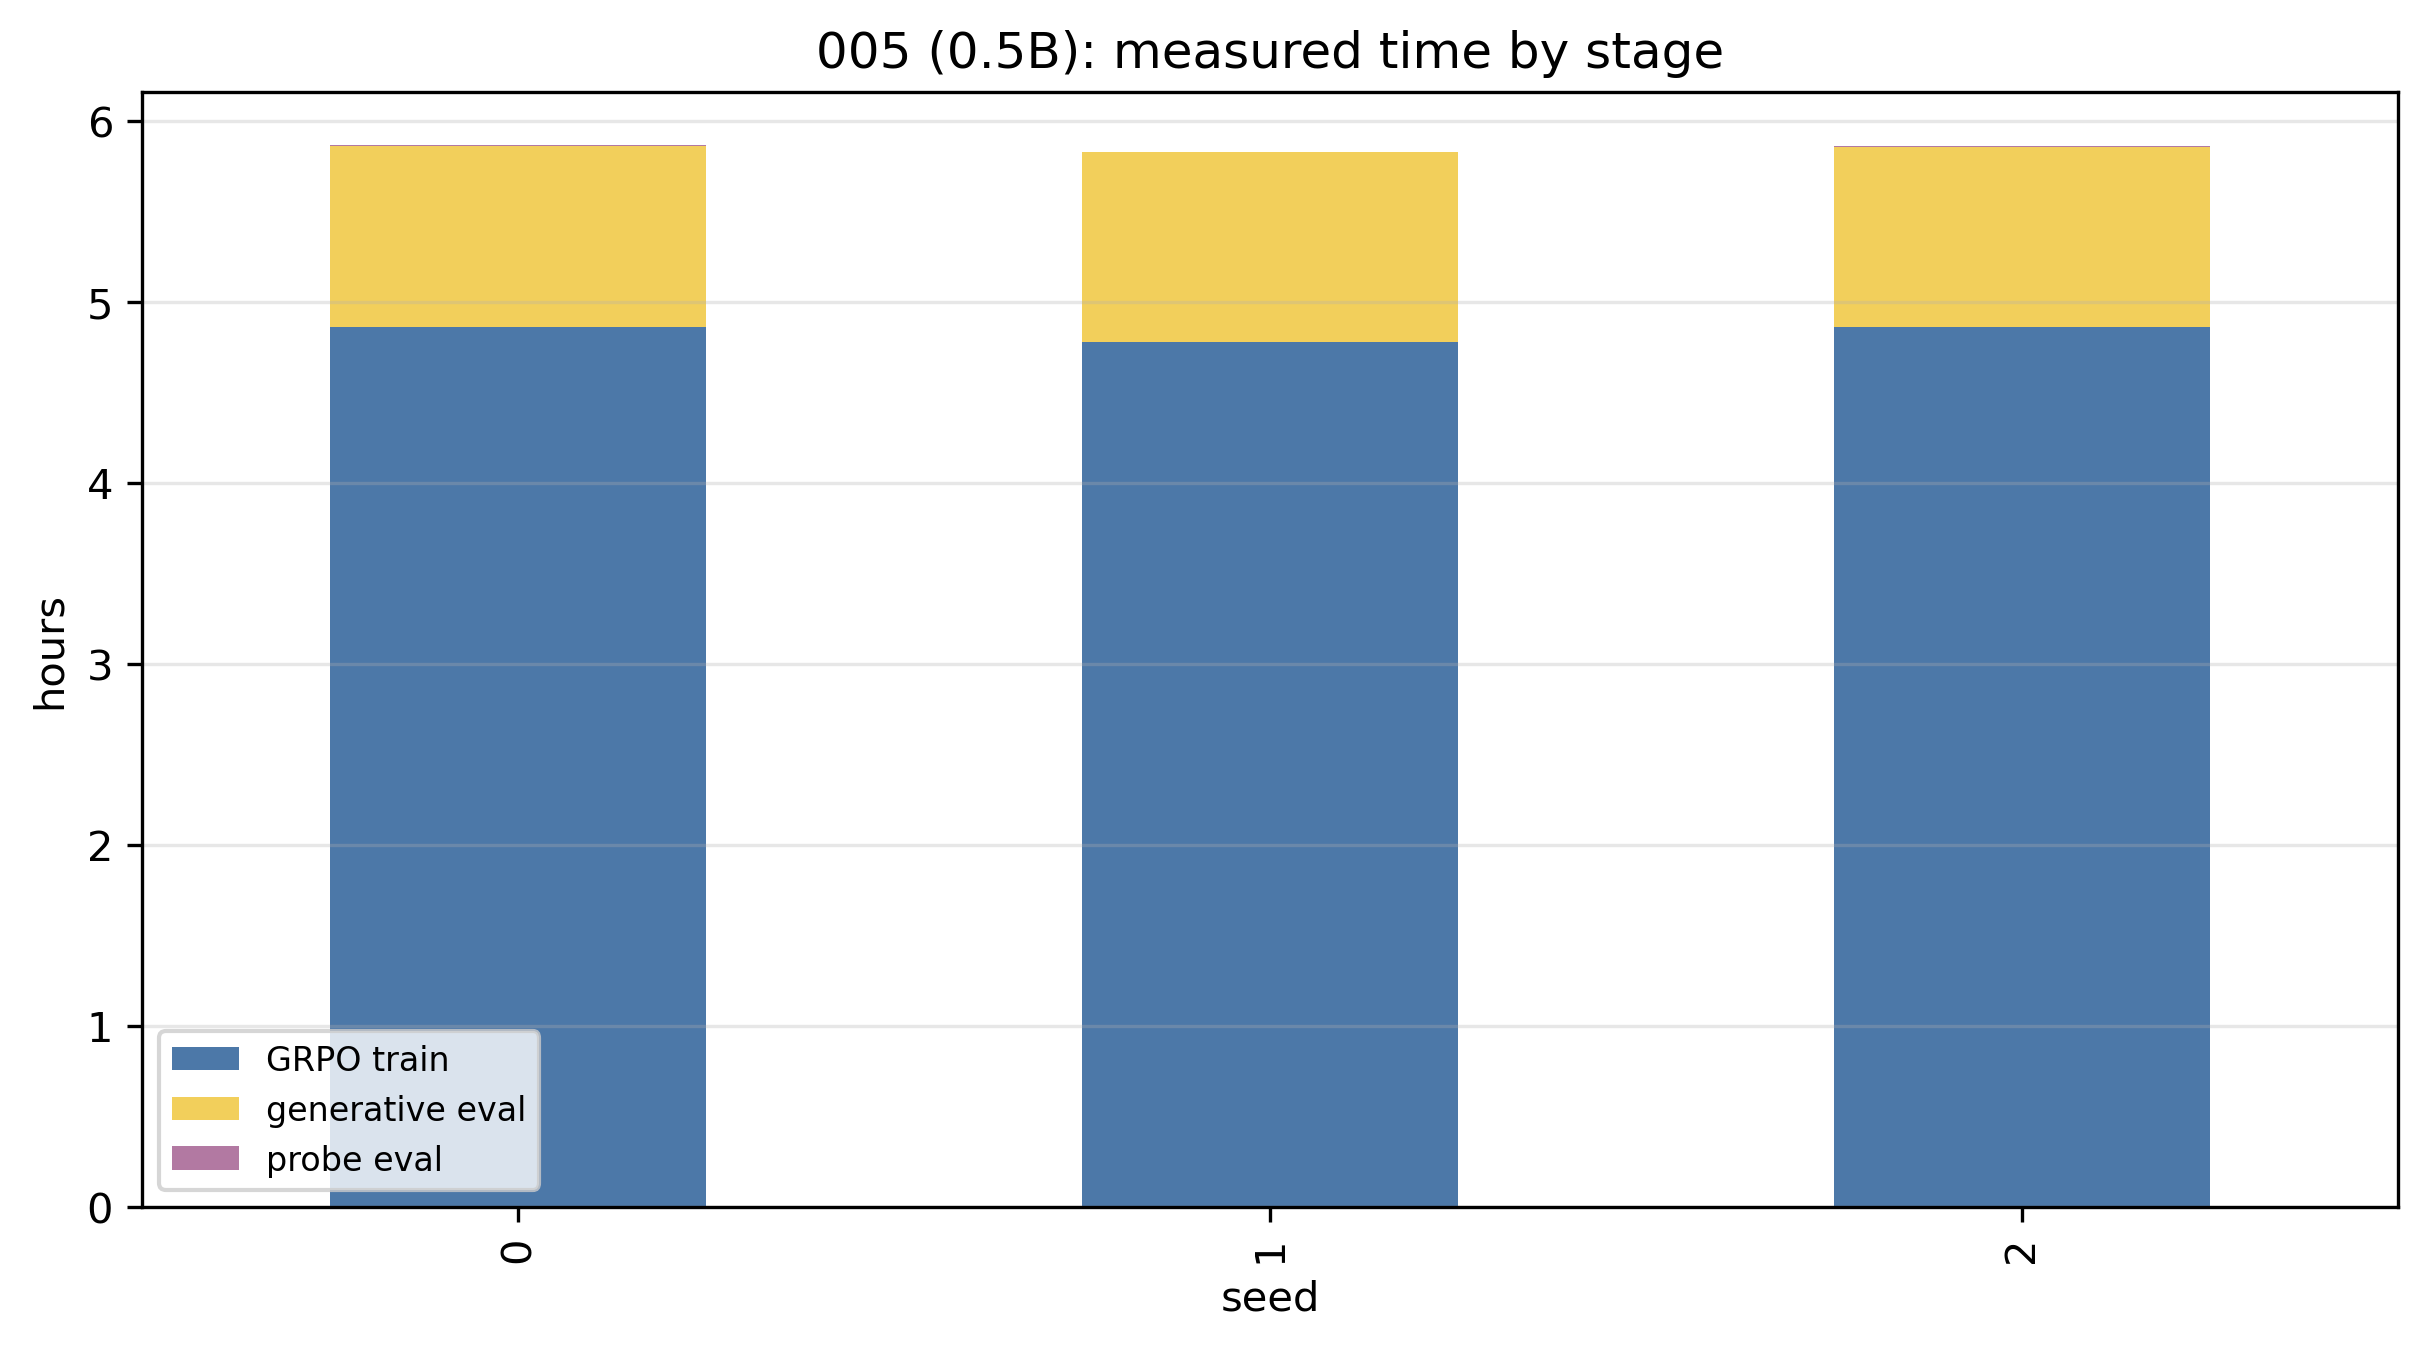 005 (0.5B): measured time by stage
hours
6
5
4
3
2
1
0
GRPO train
generative eval
probe eval
0
1
2
seed